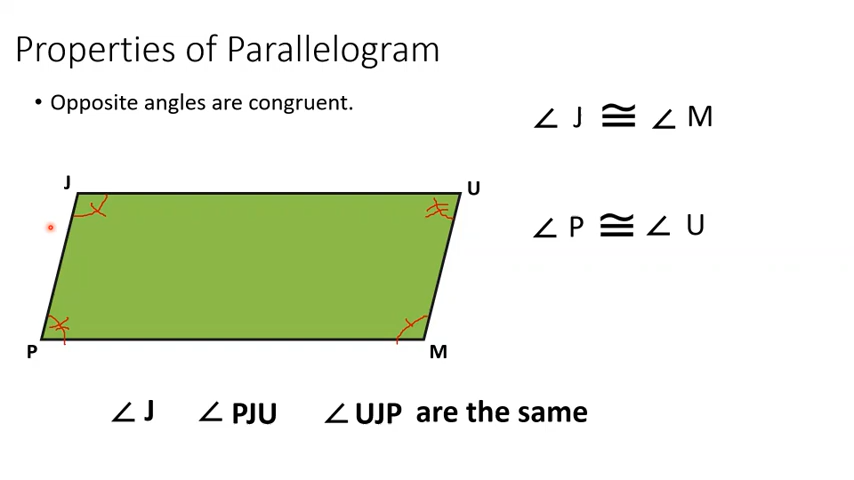 Properties of Parallelogram
• Opposite angles are congruent.
∠ J ≅ ∠ M
J
U
∠ P ≅ ∠ U
P
M
∠ J ∠ PJU ∠ UJP are the same